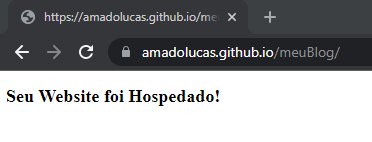 https://amadolucas.github.io/me
amadolucas.github.io/meuBlog/
Seu Website foi Hospedado!